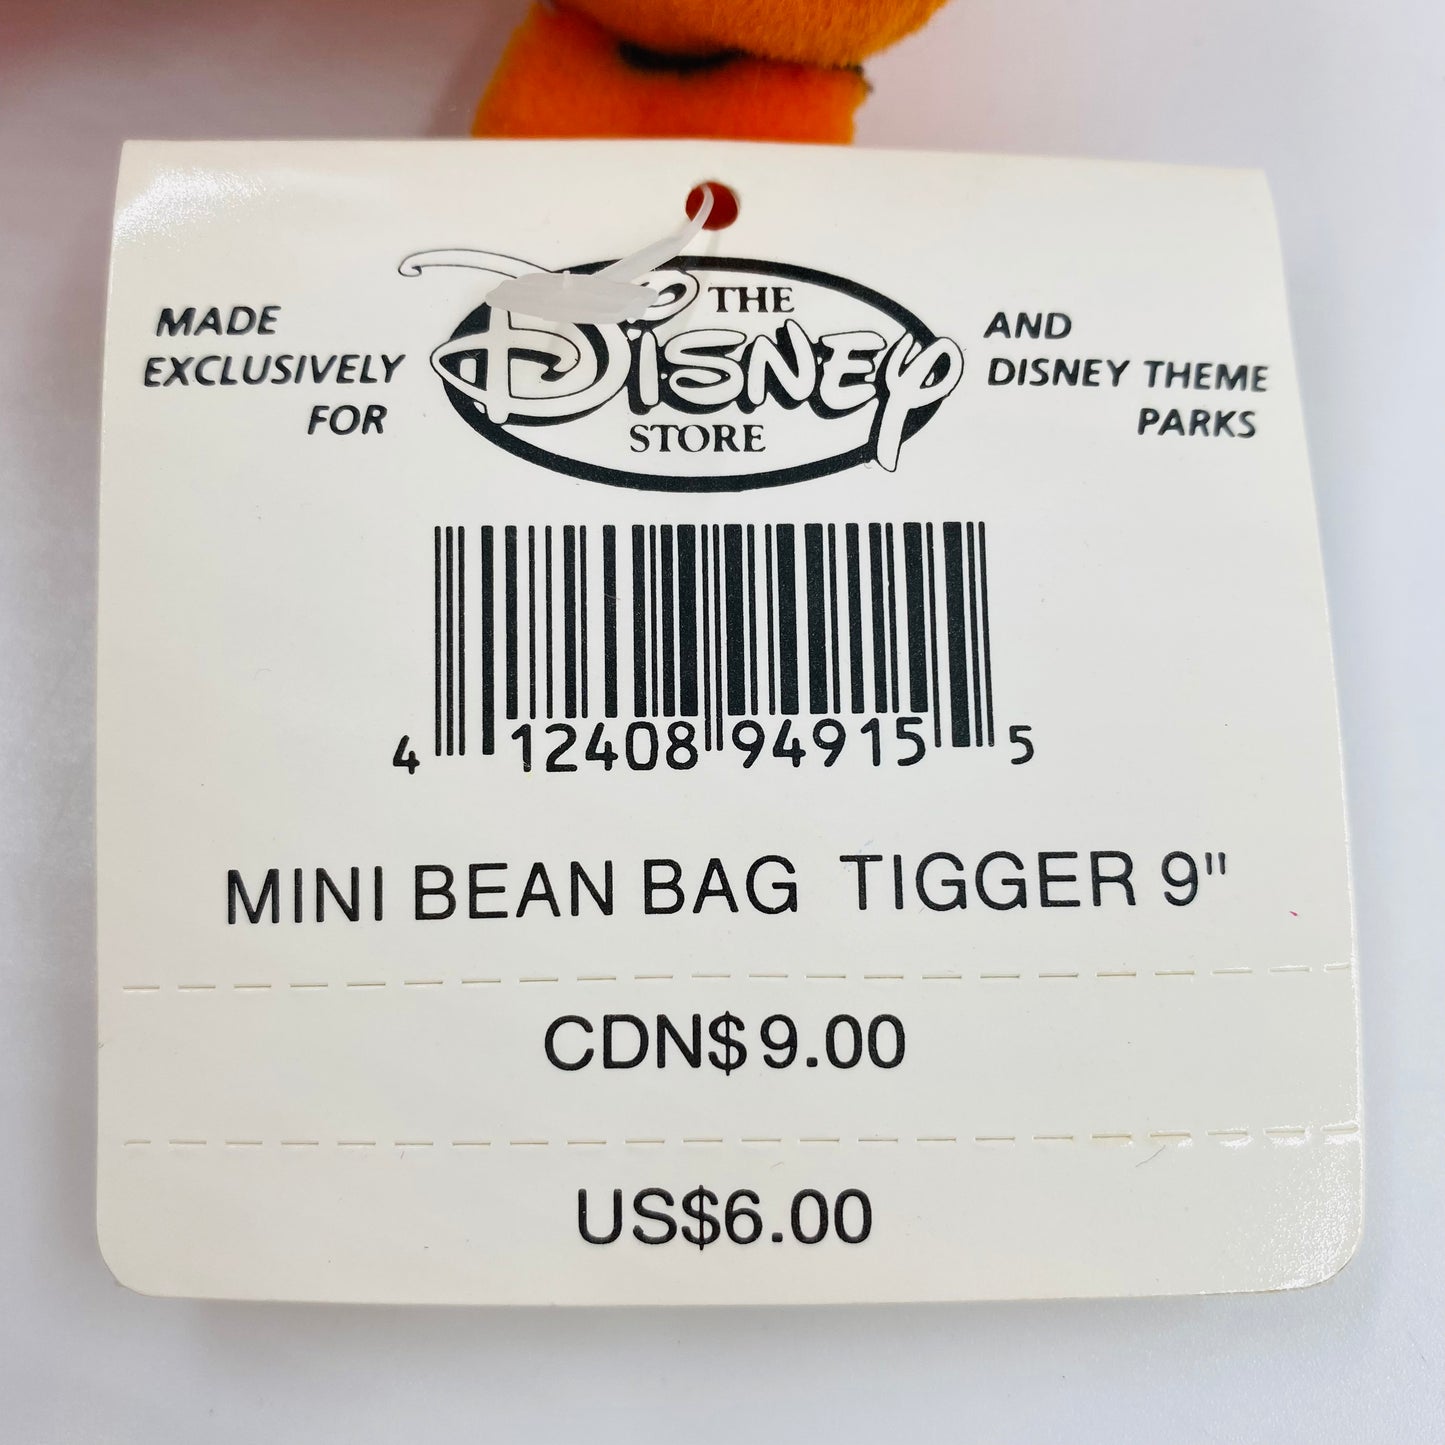 MADE
EXCLUSIVELY
FOR
THE
DISNEY
STORE
AND
DISNEY THEME
PARKS
4 12408 94915 5
MINI BEAN BAG TIGGER 9"
CDN$9.00
US$6.00